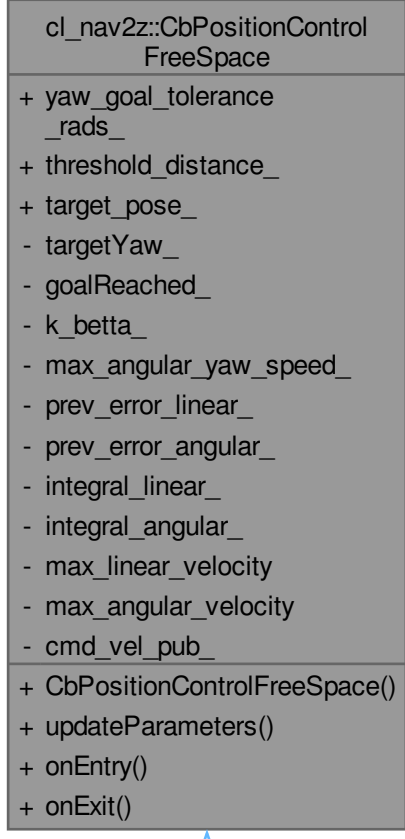 cl_nav2z::CbPositionControl
FreeSpace
+ yaw_goal_tolerance
_rads_
+ threshold_distance_
+ target_pose_
- targetYaw_
- goalReached_
- k_betta_
- max_angular_yaw_speed_
- prev_error_linear_
- prev_error_angular_
- integral_linear_
- integral_angular_
- max_linear_velocity
- max_angular_velocity
- cmd_vel_pub_
+ CbPositionControlFreeSpace()
+ updateParameters()
+ onEntry()
+ onExit()